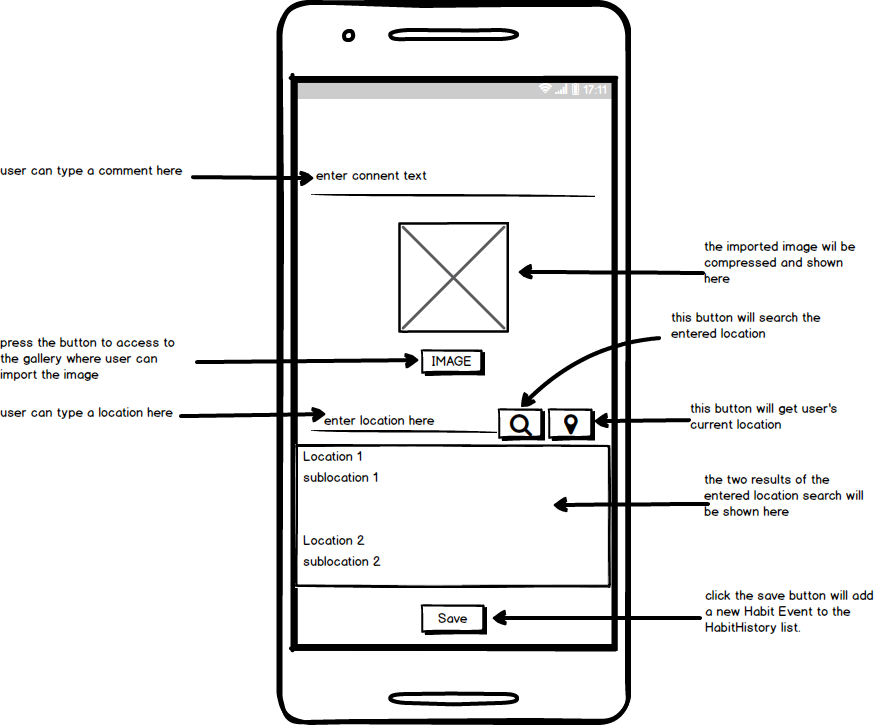 17:11
user can type a comment here
enter connent text
the imported image wil be
compressed and shown
here
this button will search the
entered location
press the button to access to
the gallery where user can
import the image
IMAGE
user can type a location here
enter location here
this button will get user's
current location
Location 1
sublocation 1
the two results of the
entered location search will
be shown here
Location 2
sublocation 2
click the save button will add
a new Habit Event to the
HabitHistory list.
Save